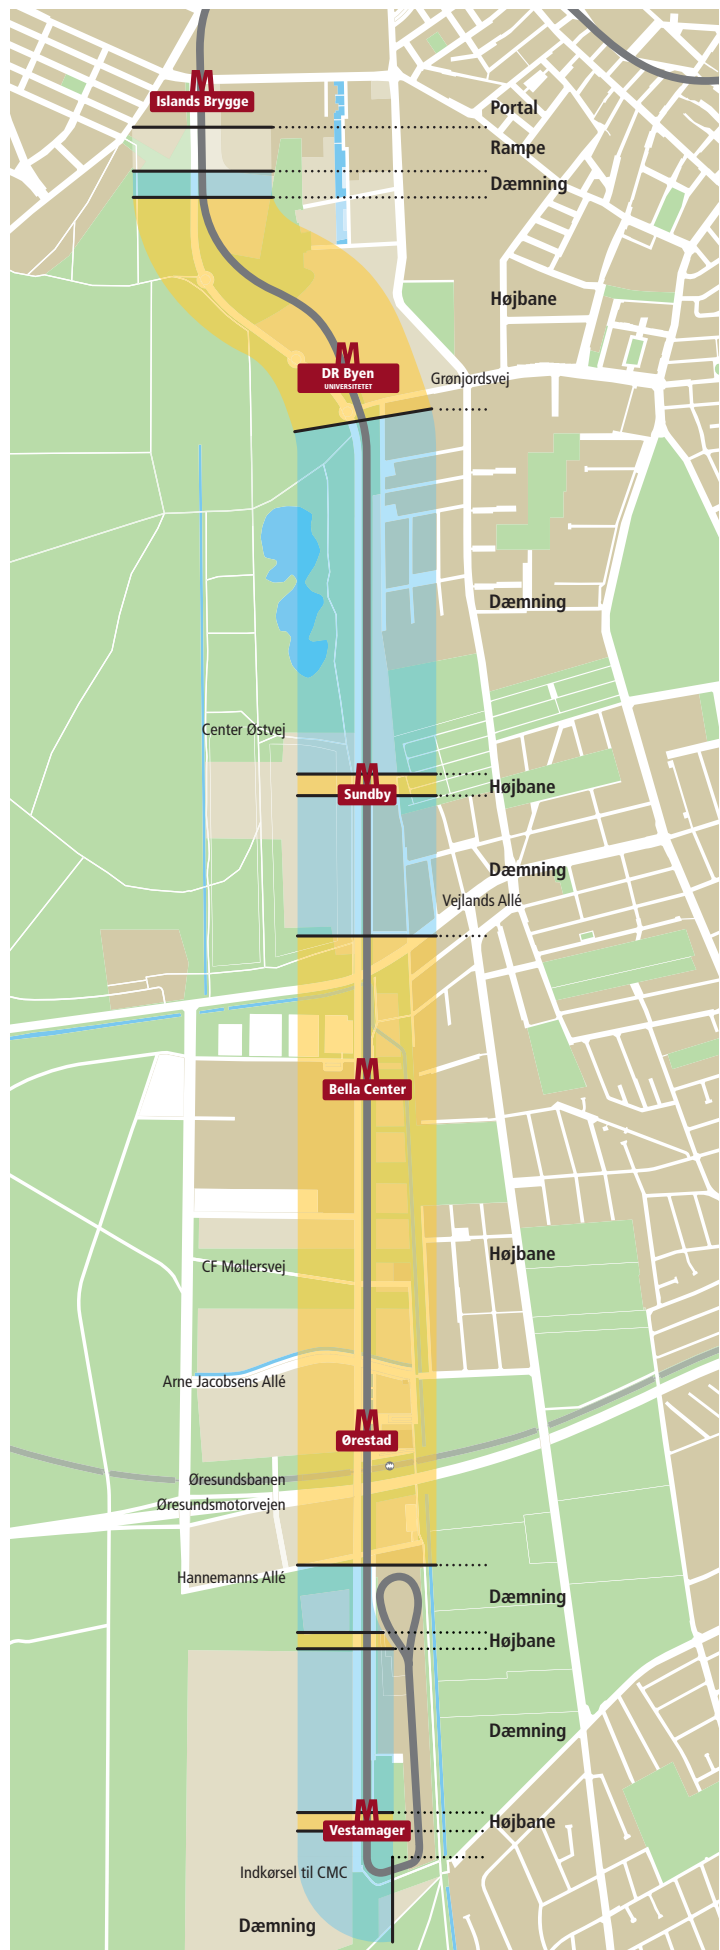 M
Islands Brygge
Portal
Rampe
Dæmning
Højbane
M
DR Byen
UNIVERSITETET
Grønjordsvej
Dæmning
Center Østvej
M
Sundby
Højbane
Dæmning
Vejlands Allé
M
Bella Center
Højbane
CF Møllersvej
Arne Jacobsens Allé
M
Ørestad
Øresundsbanen
Øresundsmotorvejen
Hannemanns Allé
Dæmning
Højbane
Dæmning
M
Vestamager
Højbane
Indkørsel til CMC
Dæmning